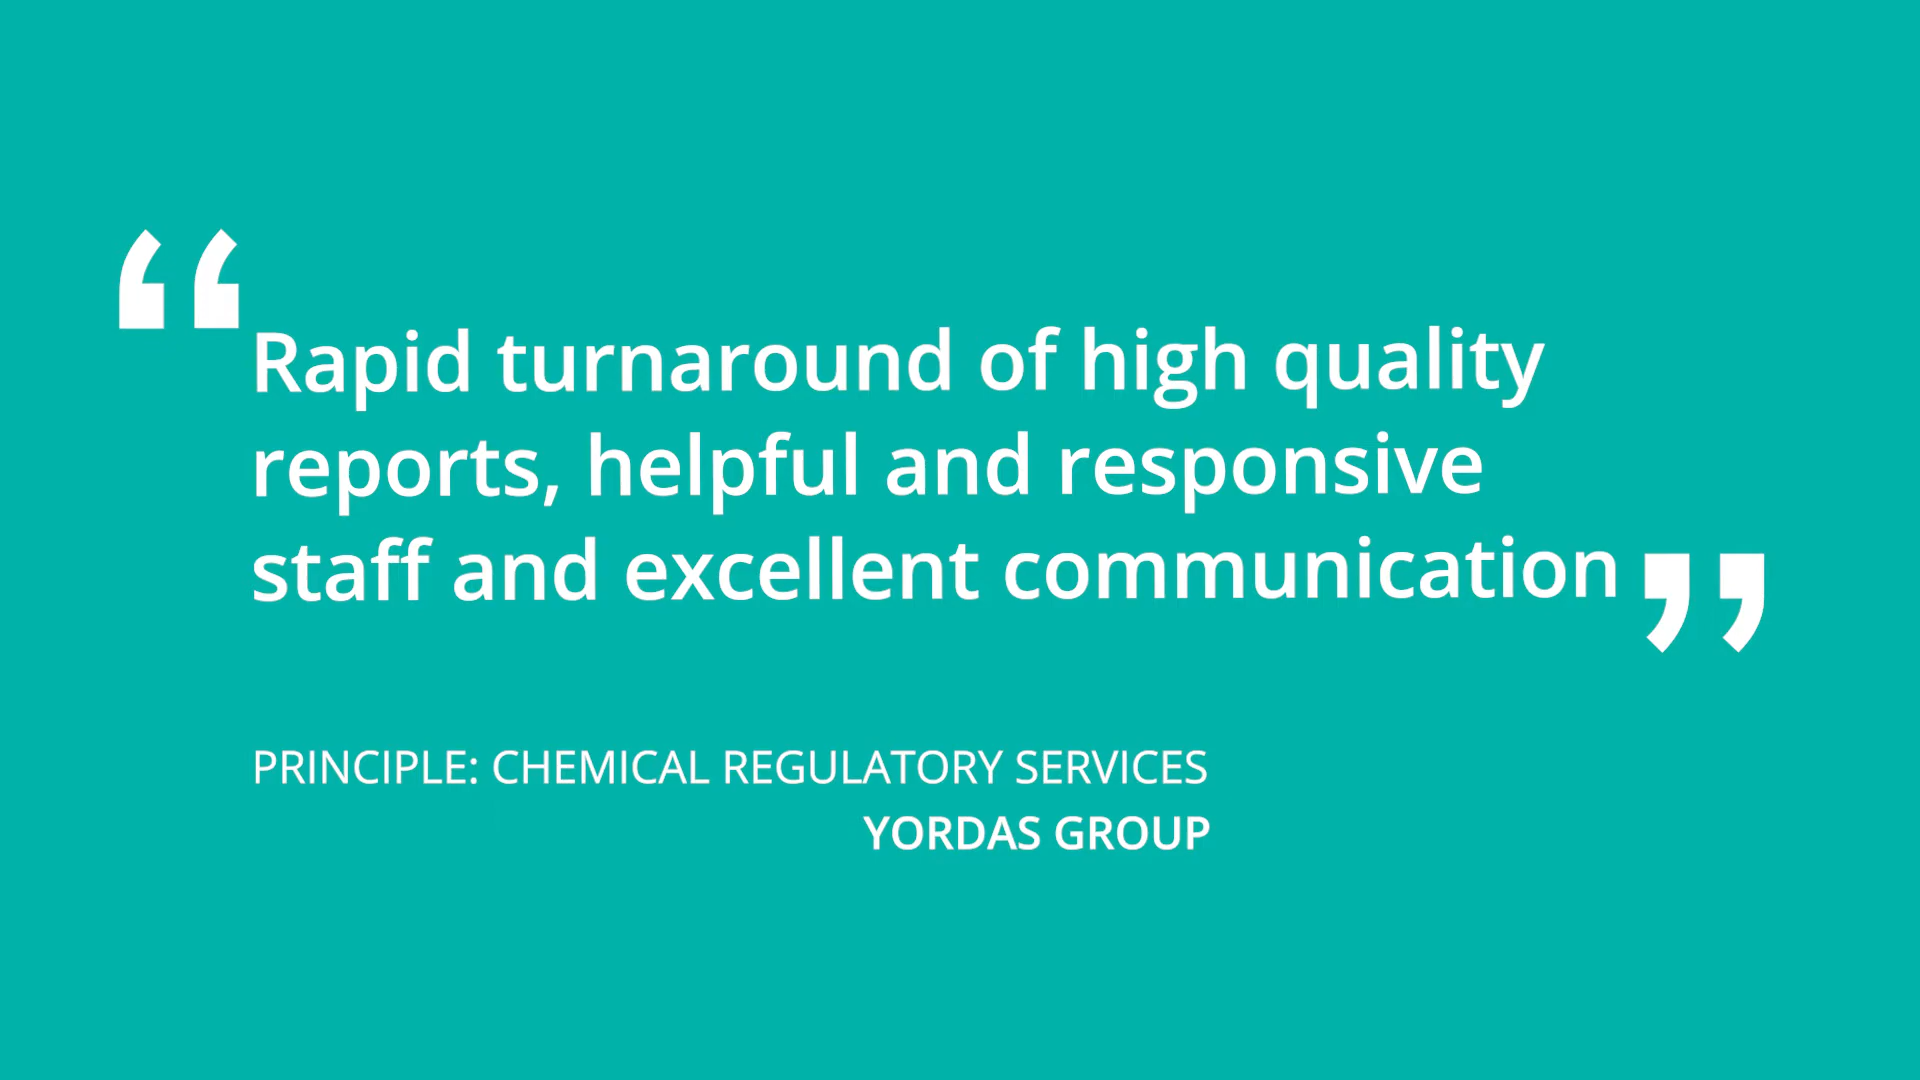 “Rapid turnaround of high quality
reports, helpful and responsive
staff and excellent communication”
PRINCIPLE: CHEMICAL REGULATORY SERVICES
YORDAS GROUP